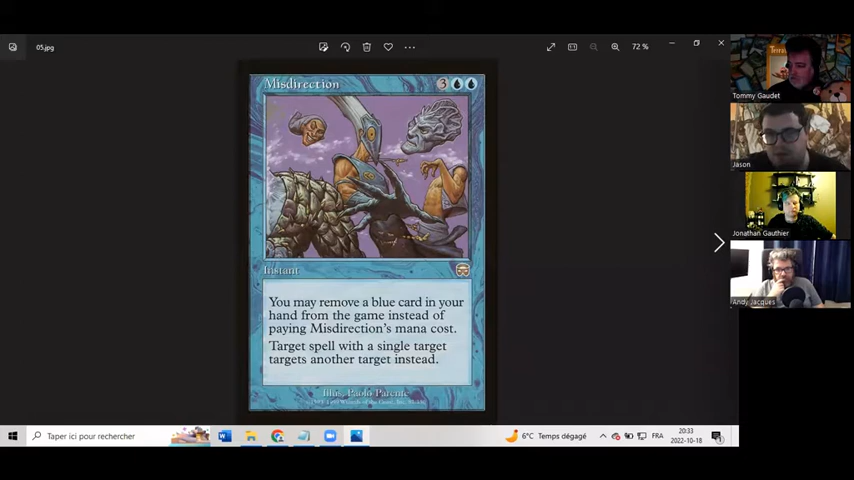 05.jpg
72 %
Misdirection
3
Instant
You may remove a blue card in your
hand from the game instead of
paying Misdirection's mana cost.
Target spell with a single target
targets another target instead.
Illus. Paolo Parente
Tommy Gaudet
Jason
Jonathan Gauthier
Andy Jacques
Taper ici pour rechercher
6°C Temps dégagé
FRA
20:33
2022-10-18